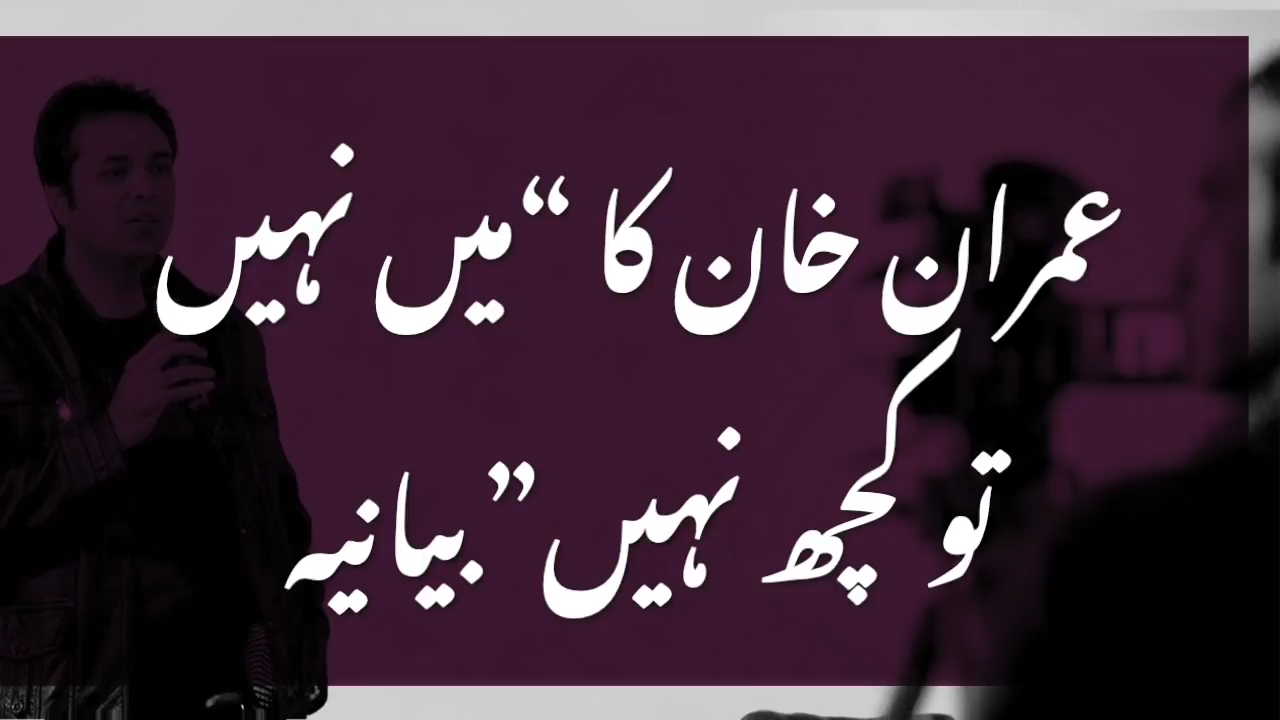 عمران خان کا “میں نہیں
تو کچھ نہیں” بیانیہ